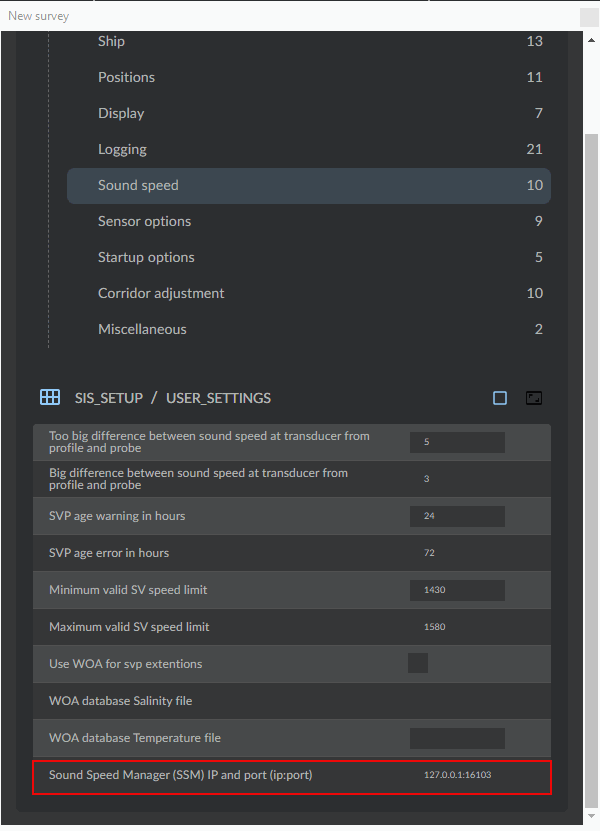 New survey
Ship 13
Positions 11
Display 7
Logging 21
Sound speed 10
Sensor options 9
Startup options 5
Corridor adjustment 10
Miscellaneous 2
SIS_SETUP / USER_SETTINGS
Too big difference between sound speed at transducer from
profile and probe 5
Big difference between sound speed at transducer from
profile and probe 3
SVP age warning in hours 24
SVP age error in hours 72
Minimum valid SV speed limit 1430
Maximum valid SV speed limit 1580
Use WOA for svp extentions
WOA database Salinity file
WOA database Temperature file
Sound Speed Manager (SSM) IP and port (ip:port) 127.0.0.1:16103